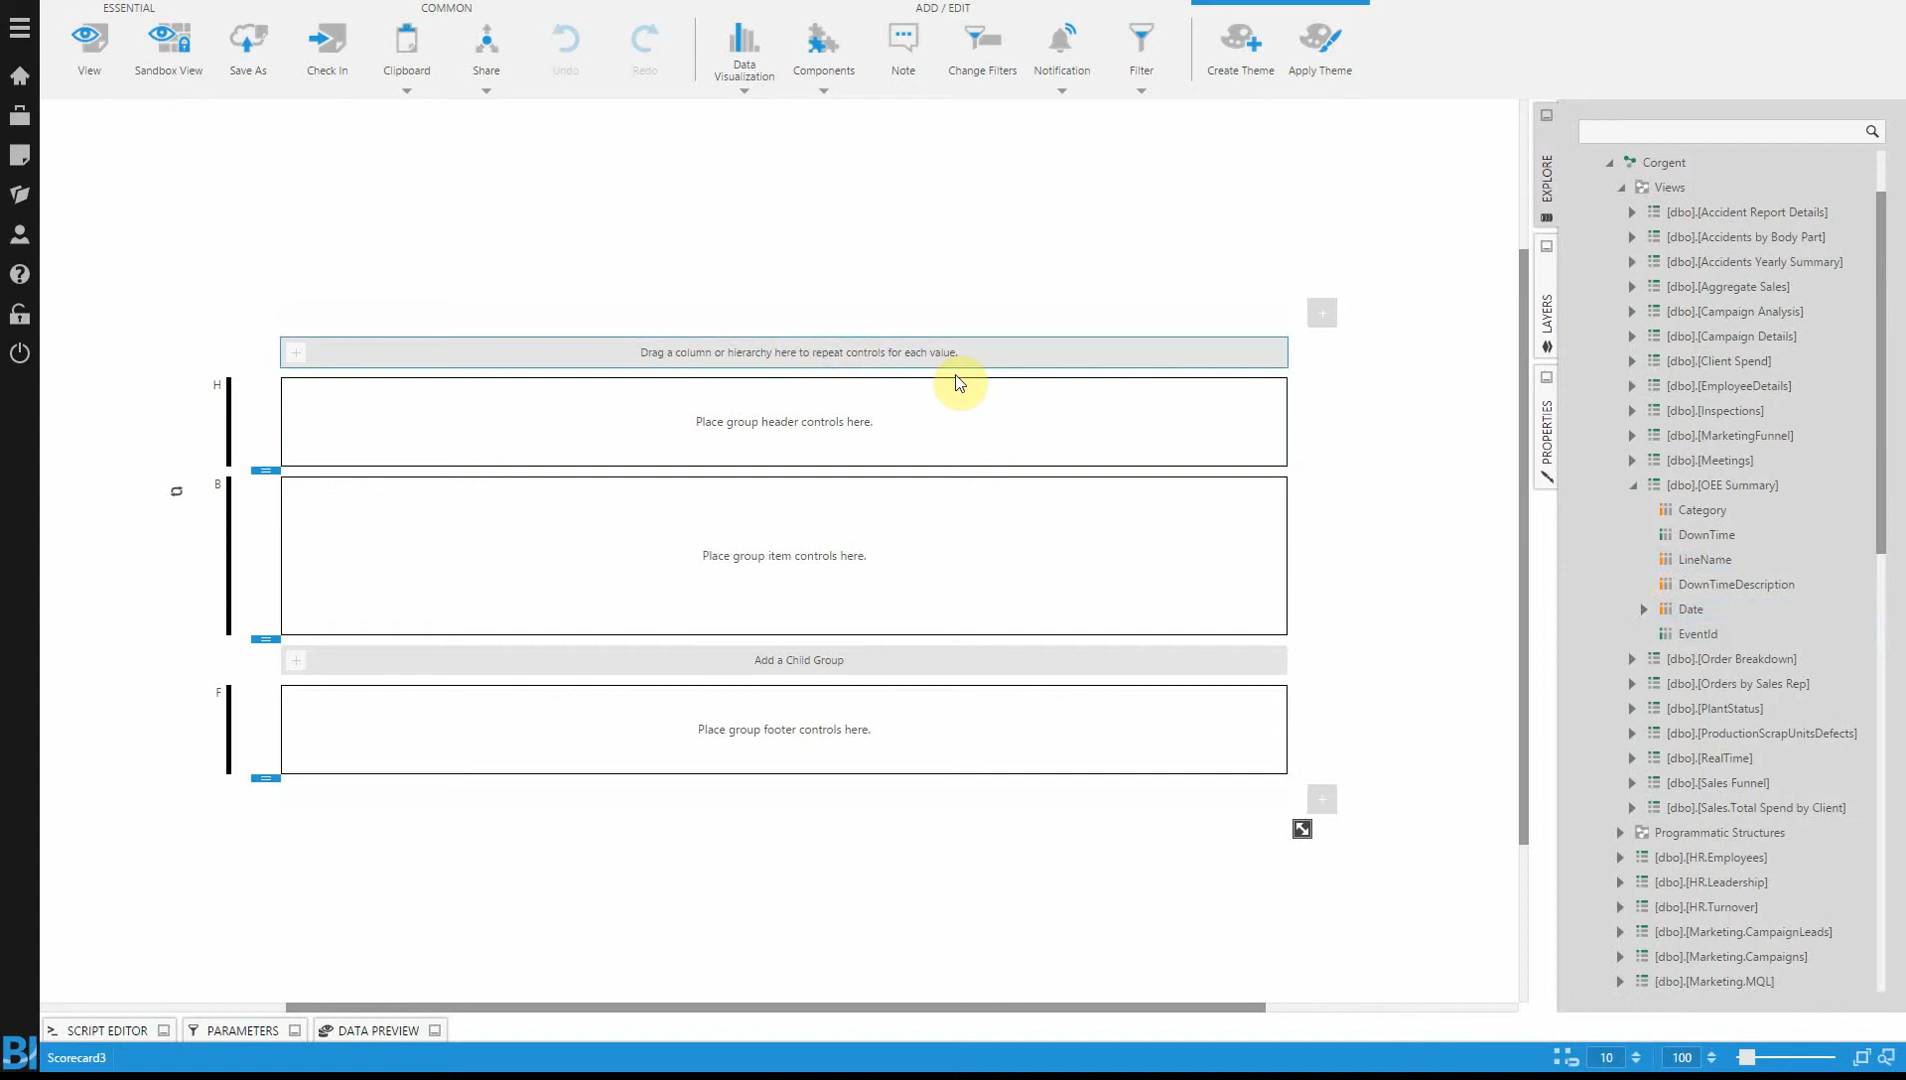 ESSENTIAL
COMMON
ADD / EDIT
View
Sandbox View
Save As
Check In
Clipboard
Share
Undo
Redo
Data
Visualization
Components
Note
Change Filters
Notification
Filter
Create Theme
Apply Theme
EXPLORE
LAYERS
PROPERTIES
Corgent
Views
[dbo].[Accident Report Details]
[dbo].[Accidents by Body Part]
[dbo].[Accidents Yearly Summary]
[dbo].[Aggregate Sales]
[dbo].[Campaign Analysis]
[dbo].[Campaign Details]
[dbo].[Client Spend]
[dbo].[EmployeeDetails]
[dbo].[Inspections]
[dbo].[MarketingFunnel]
[dbo].[Meetings]
[dbo].[OEE Summary]
Category
DownTime
LineName
DownTimeDescription
Date
EventId
[dbo].[Order Breakdown]
[dbo].[Orders by Sales Rep]
[dbo].[PlantStatus]
[dbo].[ProductionScrapUnitsDefects]
[dbo].[RealTime]
[dbo].[Sales Funnel]
[dbo].[Sales.Total Spend by Client]
Programmatic Structures
[dbo].[HR.Employees]
[dbo].[HR.Leadership]
[dbo].[HR.Turnover]
[dbo].[Marketing.CampaignLeads]
[dbo].[Marketing.Campaigns]
[dbo].[Marketing.MQL]
Drag a column or hierarchy here to repeat controls for each value.
H
Place group header controls here.
B
Place group item controls here.
Add a Child Group
F
Place group footer controls here.
SCRIPT EDITOR
PARAMETERS
DATA PREVIEW
BI
Scorecard3
10
100